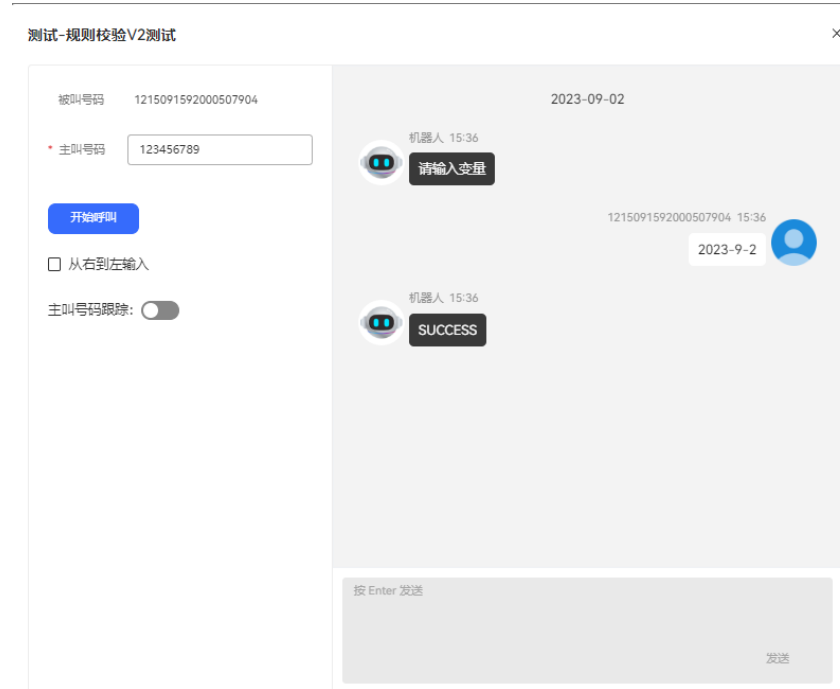 测试-规则校验V2测试
×
被叫号码 1215091592000507904
* 主叫号码 123456789
开始呼叫
从右到左输入
主叫号码跟踪:
2023-09-02
机器人 15:36
请输入变量
1215091592000507904 15:36
2023-9-2
机器人 15:36
SUCCESS
按 Enter 发送
发送